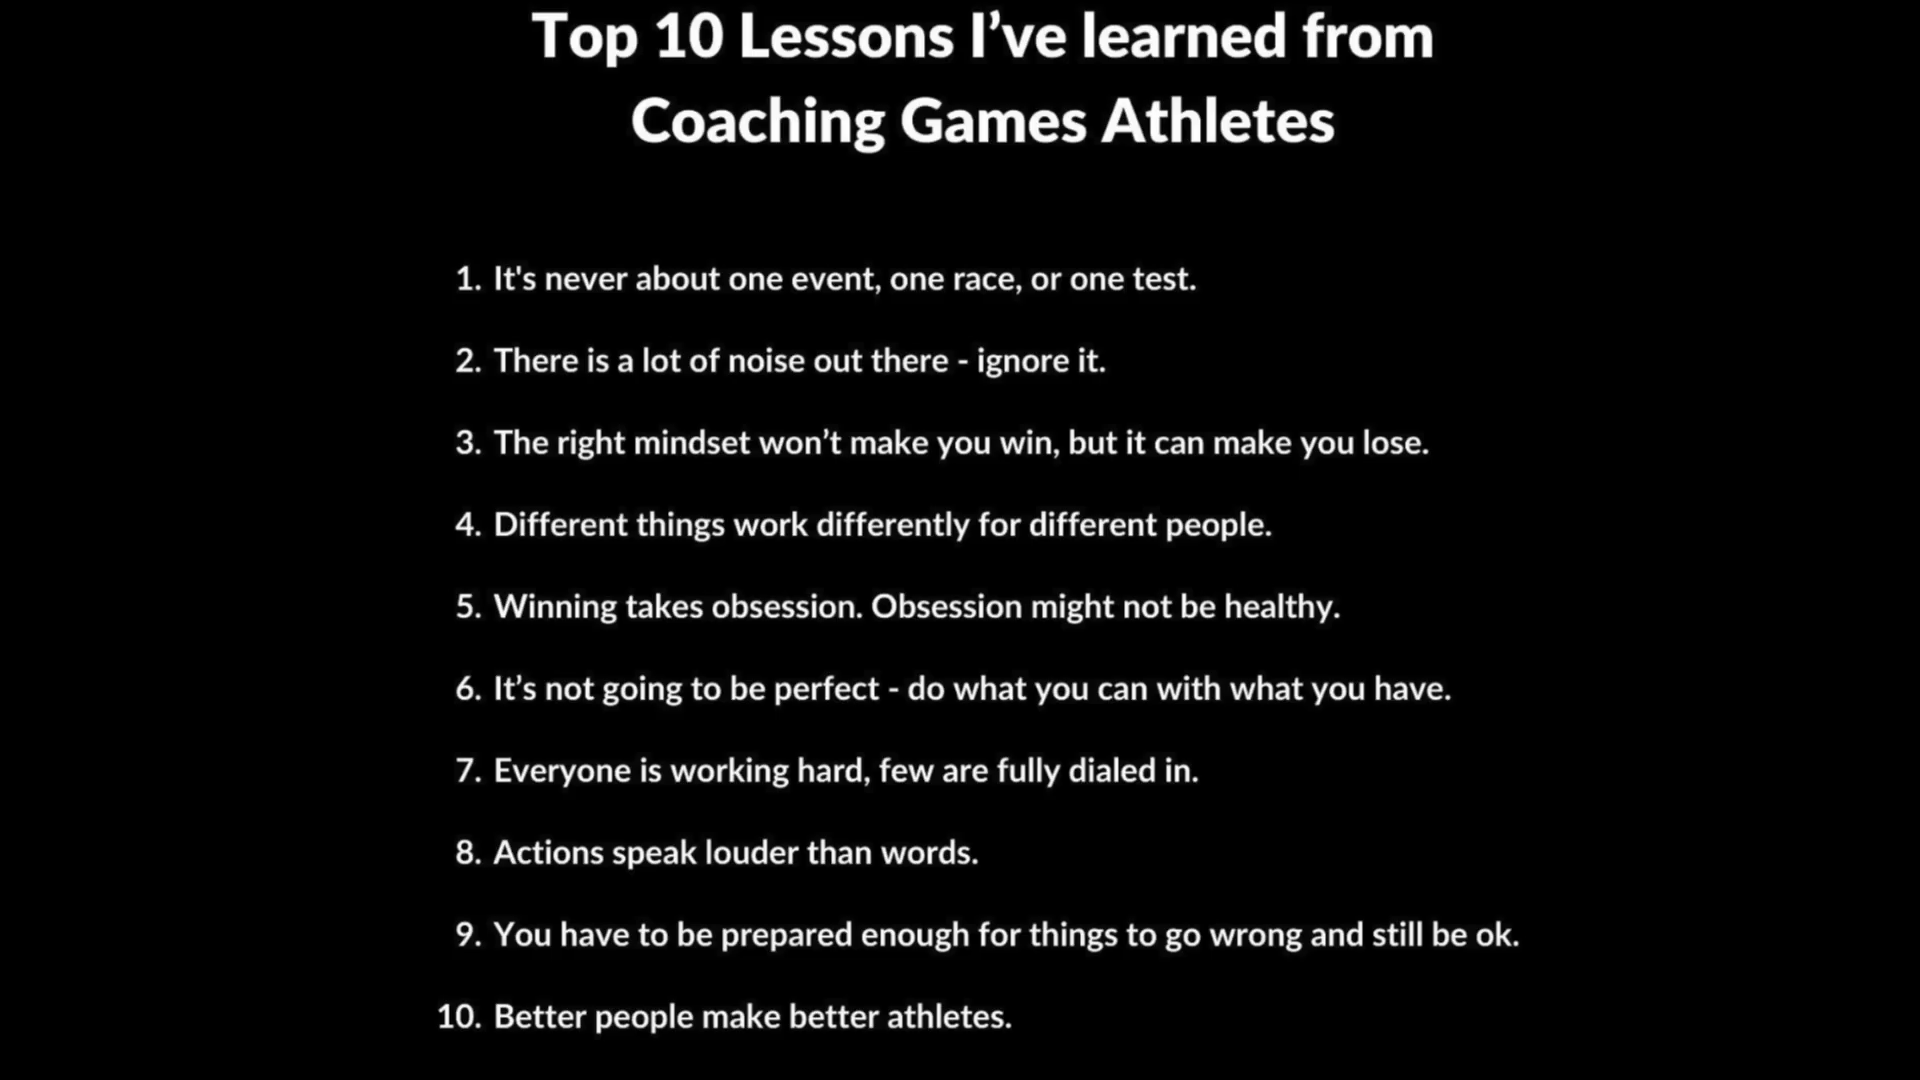 Top 10 Lessons I’ve learned from
Coaching Games Athletes
1. It's never about one event, one race, or one test.
2. There is a lot of noise out there - ignore it.
3. The right mindset won’t make you win, but it can make you lose.
4. Different things work differently for different people.
5. Winning takes obsession. Obsession might not be healthy.
6. It’s not going to be perfect - do what you can with what you have.
7. Everyone is working hard, few are fully dialed in.
8. Actions speak louder than words.
9. You have to be prepared enough for things to go wrong and still be ok.
10. Better people make better athletes.